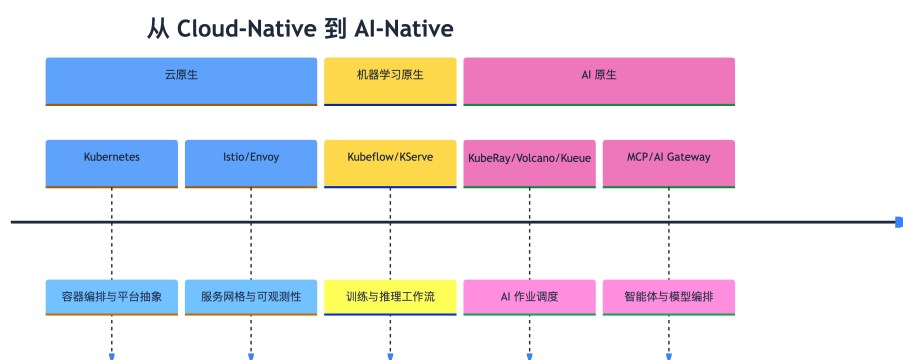 从 Cloud-Native 到 AI-Native
云原生
机器学习原生
AI 原生
Kubernetes
Istio/Envoy
Kubeflow/KServe
KubeRay/Volcano/Kueue
MCP/AI Gateway
容器编排与平台抽象
服务网格与可观测性
训练与推理工作流
AI 作业调度
智能体与模型编排